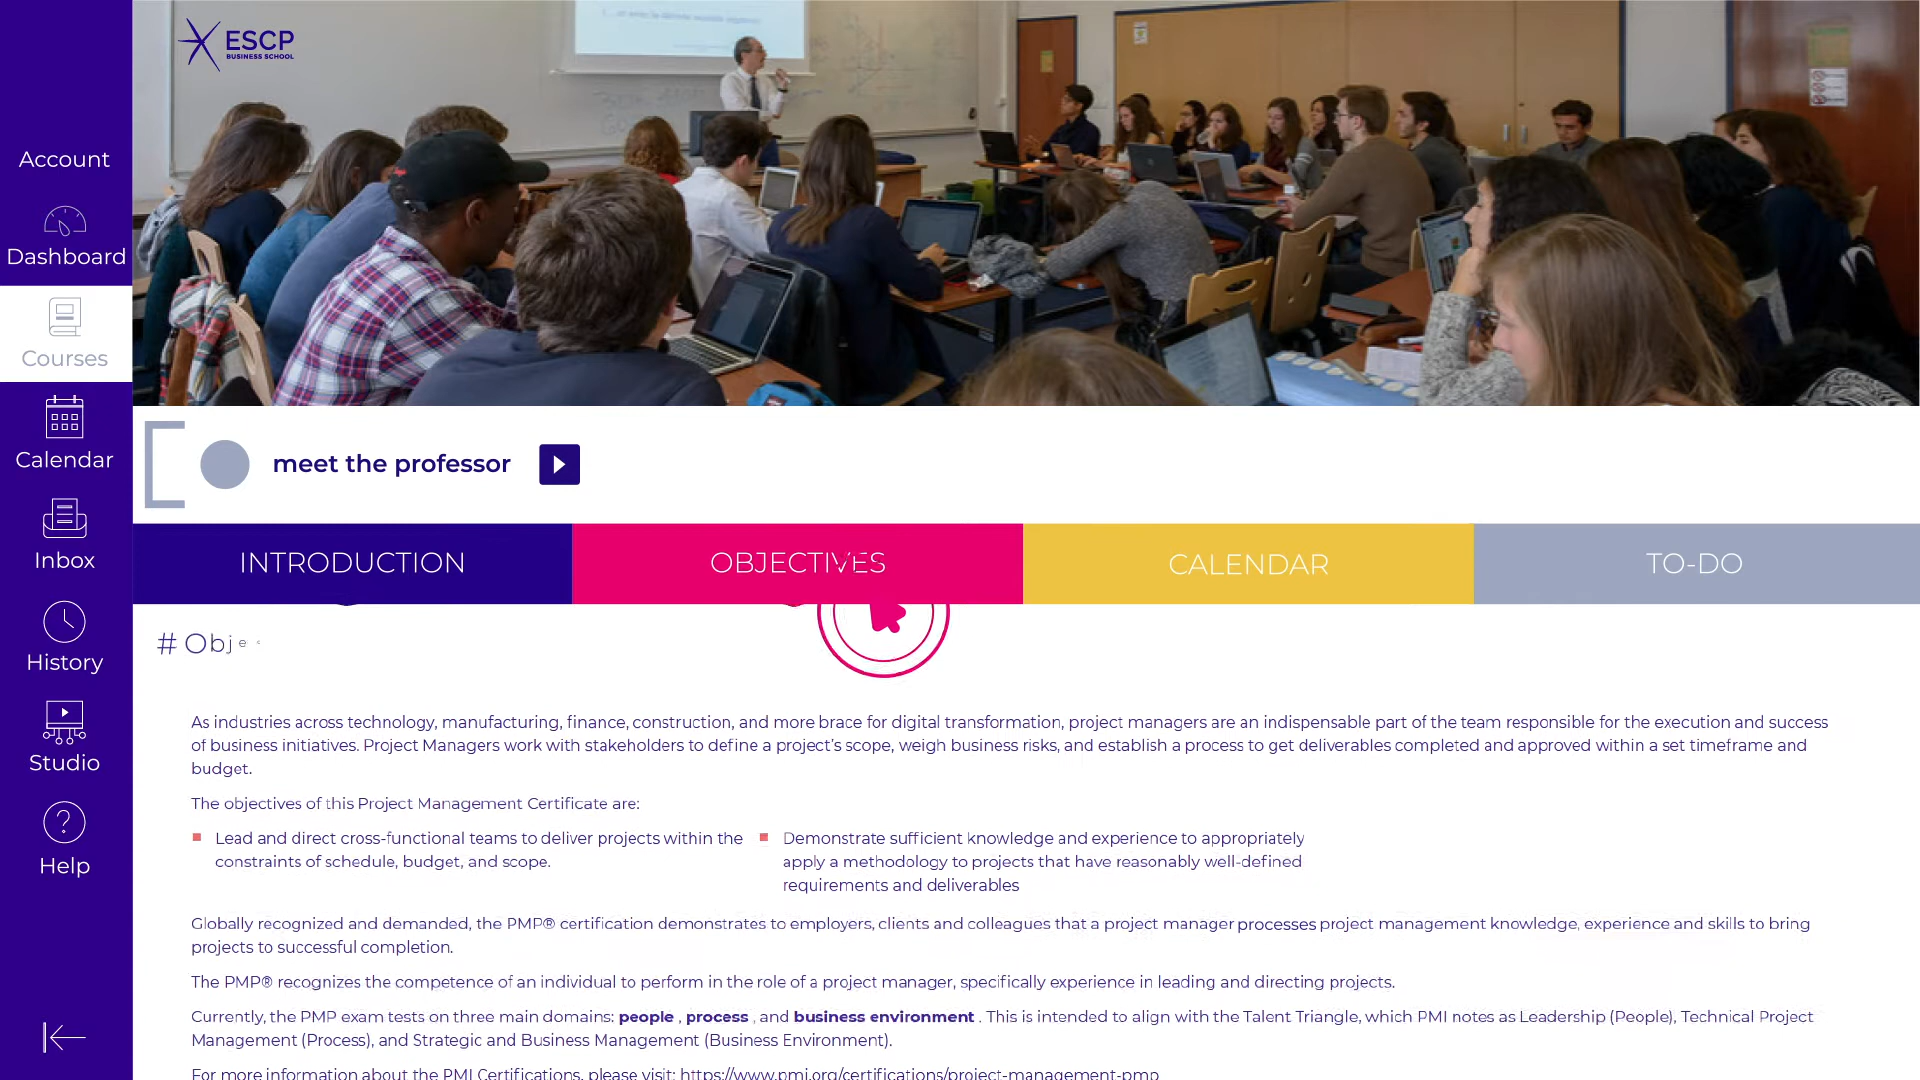 ESCP
BUSINESS SCHOOL
Account
Dashboard
Courses
Calendar
Inbox
History
Studio
Help
meet the professor
INTRODUCTION
OBJECTIVES
CALENDAR
TO-DO
# Objec
As industries across technology, manufacturing, finance, construction, and more brace for digital transformation, project managers are an indispensable part of the team responsible for the execution and success
of business initiatives. Project Managers work with stakeholders to define a project's scope, weigh business risks, and establish a process to get deliverables completed and approved within a set timeframe and
budget.
The objectives of this Project Management Certificate are:
Lead and direct cross-functional teams to deliver projects within the
constraints of schedule, budget, and scope.
Demonstrate sufficient knowledge and experience to appropriately
apply a methodology to projects that have reasonably well-defined
requirements and deliverables
Globally recognized and demanded, the PMP® certification demonstrates to employers, clients and colleagues that a project manager processes project management knowledge, experience and skills to bring
projects to successful completion.
The PMP® recognizes the competence of an individual to perform in the role of a project manager, specifically experience in leading and directing projects.
Currently, the PMP exam tests on three main domains: people , process , and business environment . This is intended to align with the Talent Triangle, which PMI notes as Leadership (People), Technical Project
Management (Process), and Strategic and Business Management (Business Environment).
For more information about the PMI Certifications, please visit: https://www.pmi.org/certifications/project-management-pmp